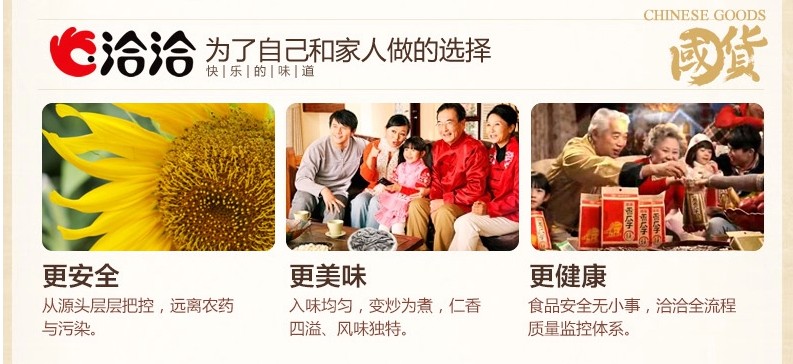 CHINESE GOODS
國貨
洽洽
为了自己和家人做的选择
快|乐|的|味|道
更安全
从源头层层把控，远离农药
与污染。
更美味
入味均匀，变炒为煮，仁香
四溢、风味独特。
更健康
食品安全无小事，洽洽全流程
质量监控体系。